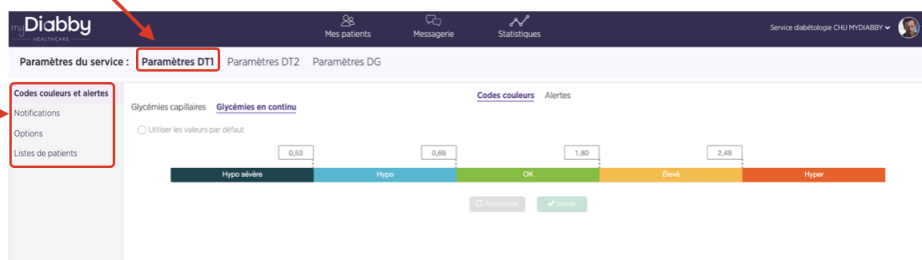 myDiabby
HEALTHCARE
Mes patients
Messagerie
Statistiques
Service diabétologie CHU MYDIABBY
Paramètres du service : Paramètres DT1 Paramètres DT2 Paramètres DG
Codes couleurs et alertes
Notifications
Options
Listes de patients
Codes couleurs Alertes
Glycémies capillaires Glycémies en continu
Utiliser les valeurs par défaut
0,53 0,69 1,80 2,49
Hypo sévère Hypo OK Élevé Hyper
Réinitialiser Valider